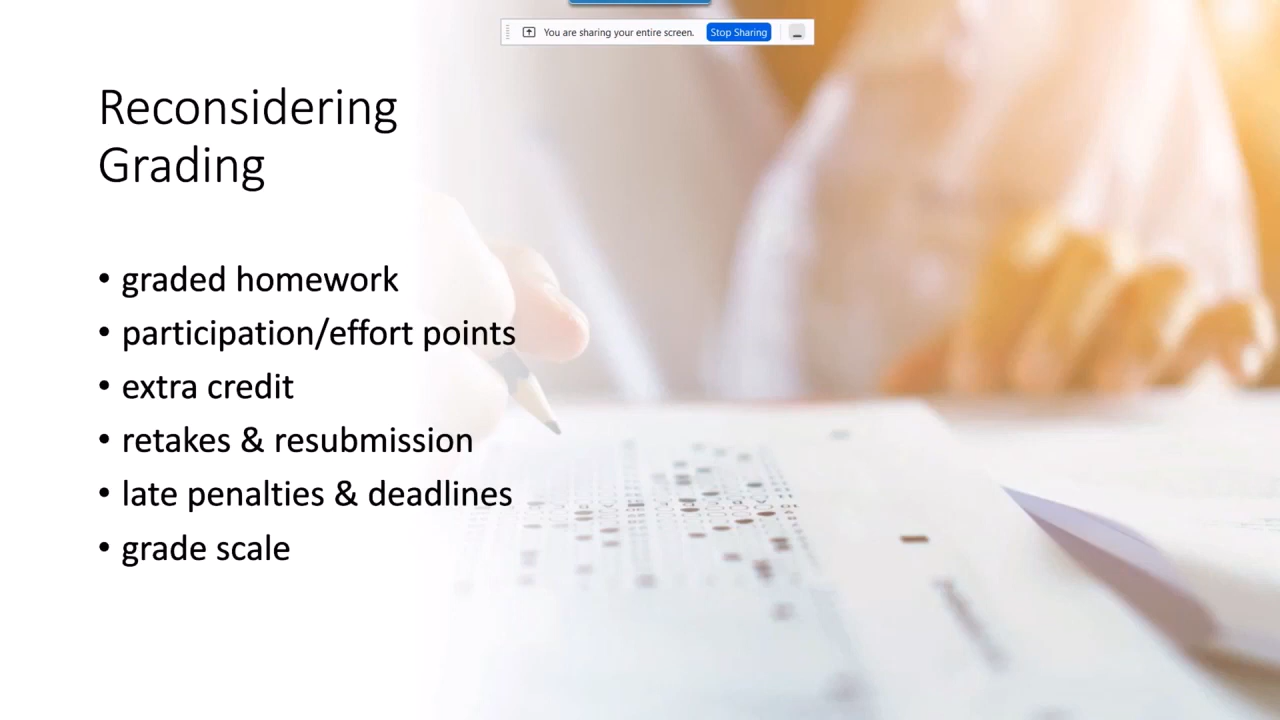 You are sharing your entire screen. Stop Sharing
Reconsidering
Grading
• graded homework
• participation/effort points
• extra credit
• retakes & resubmission
• late penalties & deadlines
• grade scale